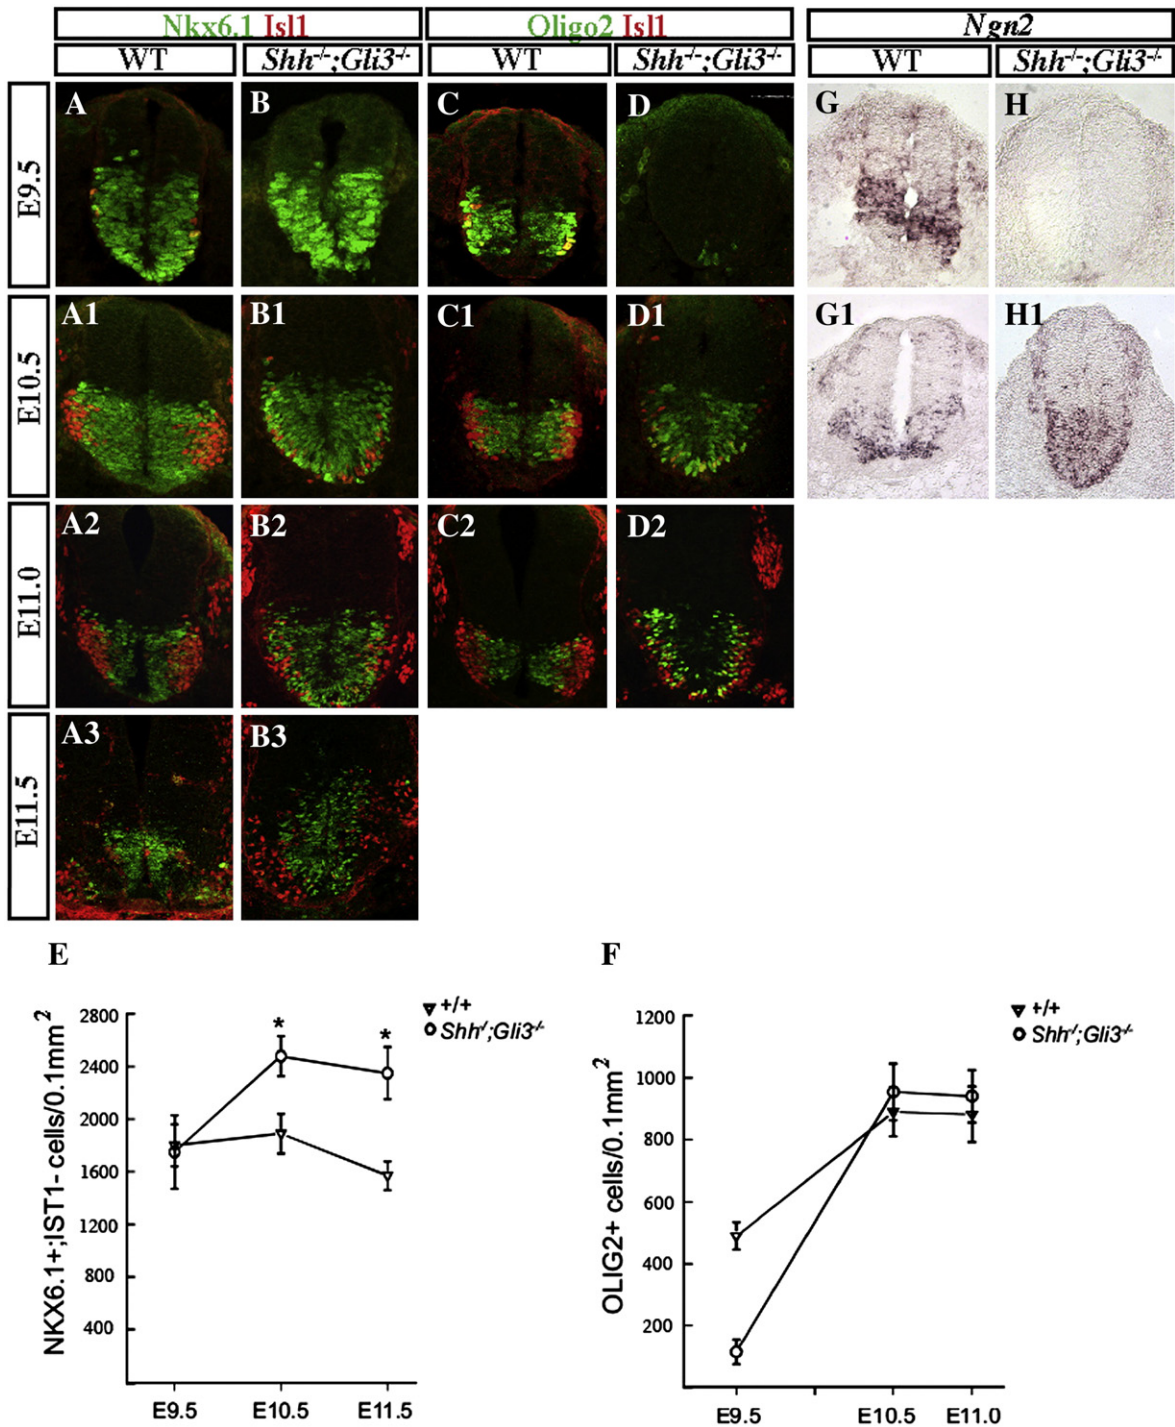 Nkx6.1 Isl1 Oligo2 Isl1 Ngn2
WT Shh-/-;Gli3-/- WT Shh-/-;Gli3-/- WT Shh-/-;Gli3-/-
E9.5
A B C D G H
E10.5
A1 B1 C1 D1 G1 H1
E11.0
A2 B2 C2 D2
E11.5
A3 B3
E
NKX6.1+;IST1- cells/0.1mm2
2800
2400
2000
1600
1200
800
400
E9.5 E10.5 E11.5
+/+
Shh-/;Gli3-/-
* *
F
OLIG2+ cells/0.1mm2
1200
1000
800
600
400
200
E9.5 E10.5 E11.0
+/+
Shh-/;Gli3-/-